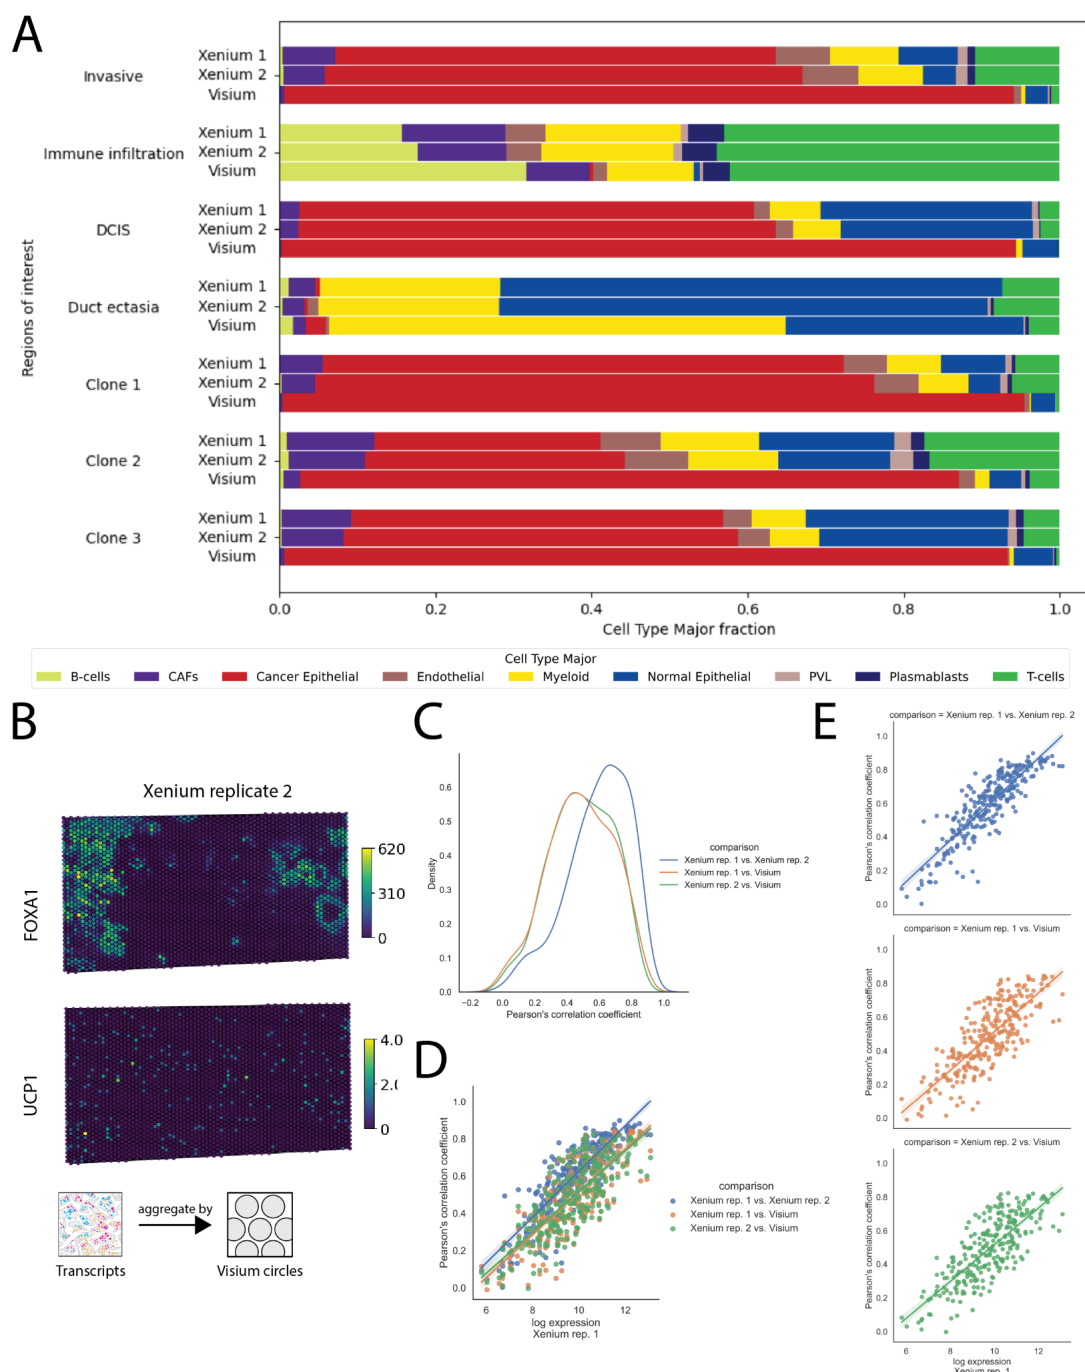 A
Regions of interest
Invasive
Xenium 1
Xenium 2
Visium
Immune infiltration
Xenium 1
Xenium 2
Visium
DCIS
Xenium 1
Xenium 2
Visium
Duct ectasia
Xenium 1
Xenium 2
Visium
Clone 1
Xenium 1
Xenium 2
Visium
Clone 2
Xenium 1
Xenium 2
Visium
Clone 3
Xenium 1
Xenium 2
Visium
0.0 0.2 0.4 0.6 0.8 1.0
Cell Type Major fraction
Cell Type Major
B-cells CAFs Cancer Epithelial Endothelial Myeloid Normal Epithelial PVL Plasmablasts T-cells
B
Xenium replicate 2
FOXA1
620
310
0
UCP1
4.0
2.0
0
aggregate by
Transcripts
Visium circles
C
Density
0.6
0.5
0.4
0.3
0.2
0.1
0.0
−0.2 0.0 0.2 0.4 0.6 0.8 1.0
Pearson's correlation coefficient
comparison
Xenium rep. 1 vs. Xenium rep. 2
Xenium rep. 1 vs. Visium
Xenium rep. 2 vs. Visium
D
Pearson's correlation coefficient
1.0
0.8
0.6
0.4
0.2
0.0
6 8 10 12
log expression
Xenium rep. 1
comparison
Xenium rep. 1 vs. Xenium rep. 2
Xenium rep. 1 vs. Visium
Xenium rep. 2 vs. Visium
E
comparison = Xenium rep. 1 vs. Xenium rep. 2
Pearson's correlation coefficient
1.0
0.8
0.6
0.4
0.2
0.0
comparison = Xenium rep. 1 vs. Visium
Pearson's correlation coefficient
1.0
0.8
0.6
0.4
0.2
0.0
comparison = Xenium rep. 2 vs. Visium
Pearson's correlation coefficient
1.0
0.8
0.6
0.4
0.2
0.0
6 8 10 12
log expression
Xenium rep. 1